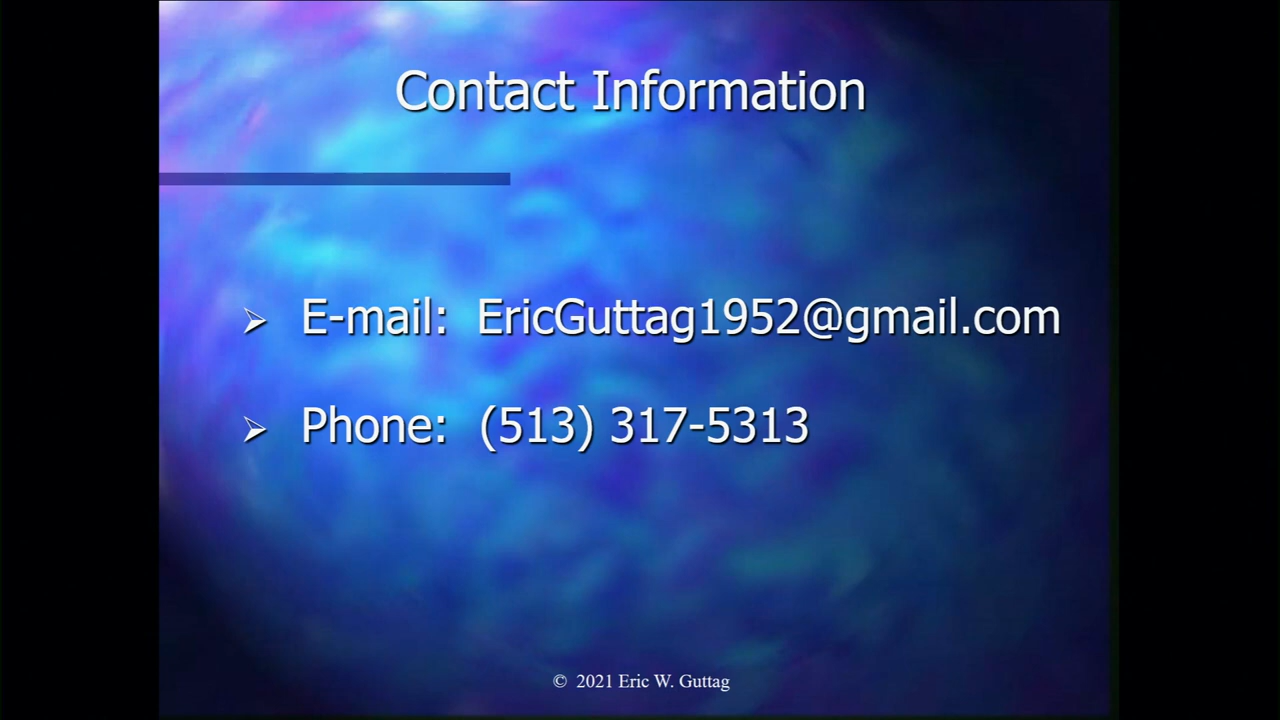 Contact Information
E-mail: EricGuttag1952@gmail.com
Phone: (513) 317-5313
© 2021 Eric W. Guttag